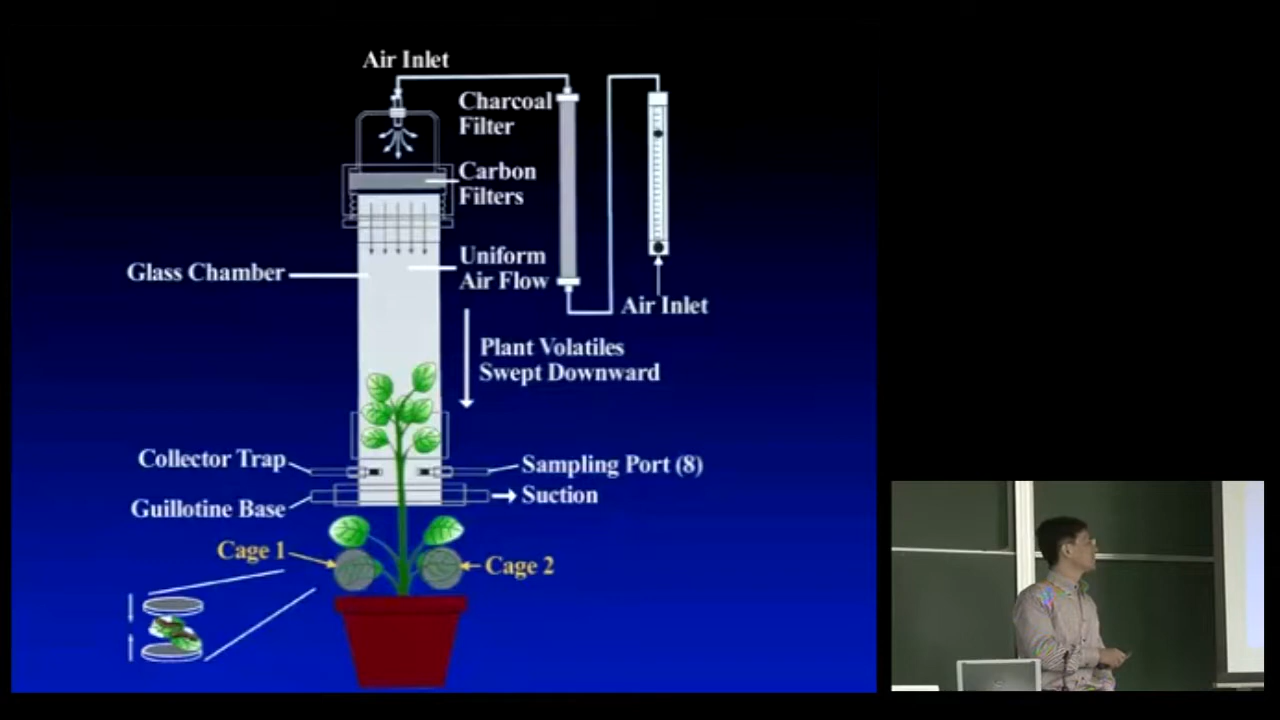 Air Inlet
Charcoal
Filter
Carbon
Filters
Glass Chamber
Uniform
Air Flow
Air Inlet
Plant Volatiles
Swept Downward
Collector Trap
Sampling Port (8)
Suction
Guillotine Base
Cage 1
Cage 2